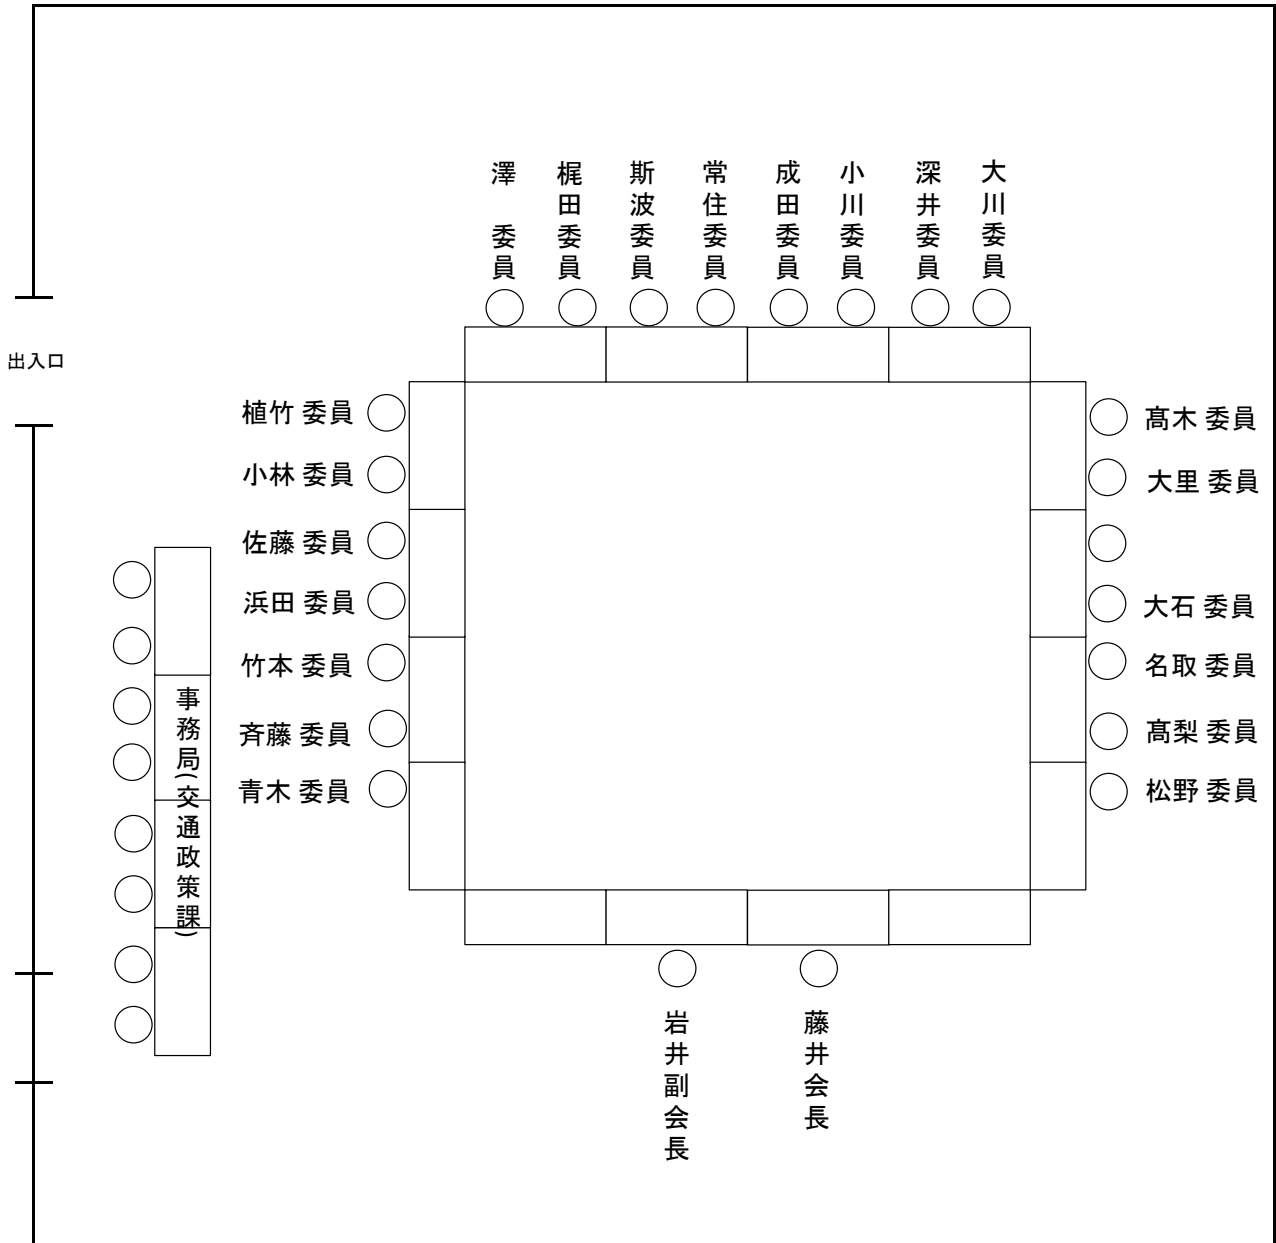 澤 委員
梶田委員
斯波委員
常住委員
成田委員
小川委員
深井委員
大川委員
出入口
植竹 委員
小林 委員
佐藤 委員
浜田 委員
竹本 委員
斉藤 委員
青木 委員
髙木 委員
大里 委員
大石 委員
名取 委員
髙梨 委員
松野 委員
事務局(交通政策課)
岩井副会長
藤井会長